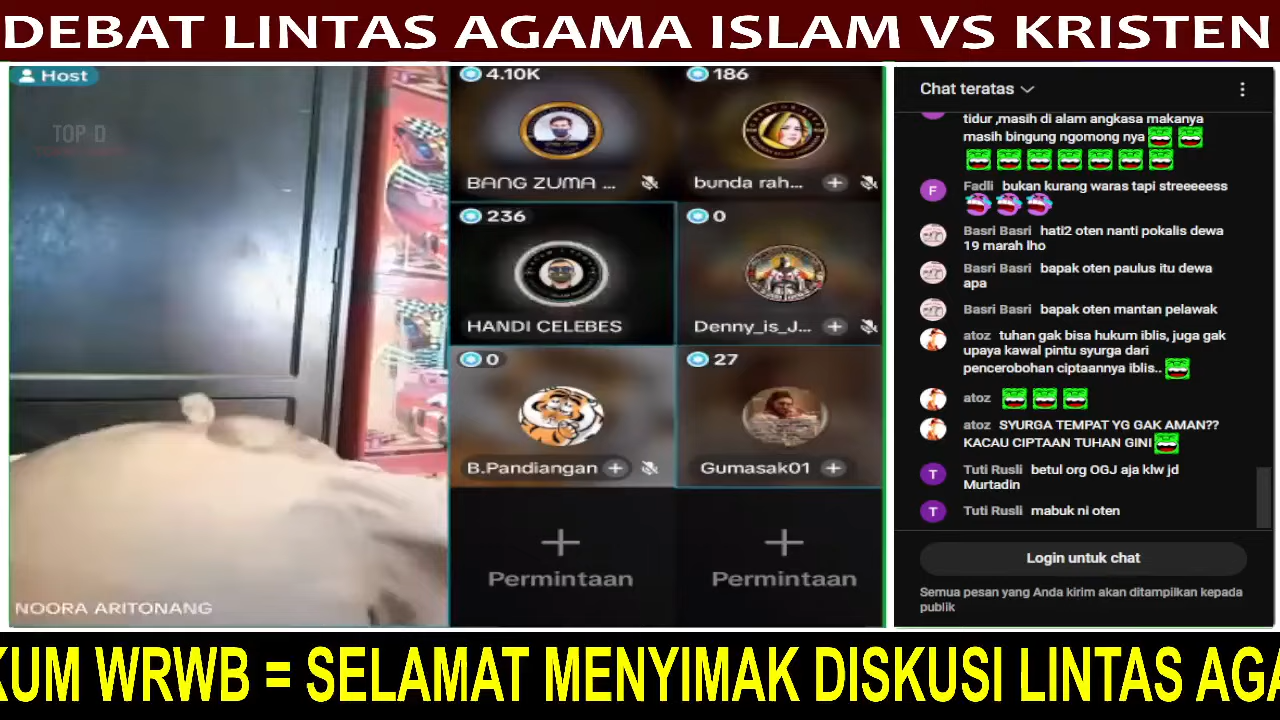 DEBAT LINTAS AGAMA ISLAM VS KRISTEN
Host
TOP D
NOORA ARITONANG
4.10K
186
BANG ZUMA ...
bunda rah...
236
0
HANDI CELEBES
Denny_is_J...
0
27
B.Pandiangan
Gumasak01
Permintaan
Permintaan
Chat teratas
tidur ,masih di alam angkasa makanya
masih bingung ngomong nya
Fadli bukan kurang waras tapi streeeeess
Basri Basri hati2 oten nanti pokalis dewa
19 marah lho
Basri Basri bapak oten paulus itu dewa
apa
Basri Basri bapak oten mantan pelawak
atoz tuhan gak bisa hukum iblis, juga gak
upaya kawal pintu syurga dari
pencerobohan ciptaannya iblis..
atoz
atoz SYURGA TEMPAT YG GAK AMAN??
KACAU CIPTAAN TUHAN GINI
Tuti Rusli betul org OGJ aja klw jd
Murtadin
Tuti Rusli mabuk ni oten
F
T
T
Login untuk chat
Semua pesan yang Anda kirim akan ditampilkan kepada
publik
KUM WRWB = SELAMAT MENYIMAK DISKUSI LINTAS AGA